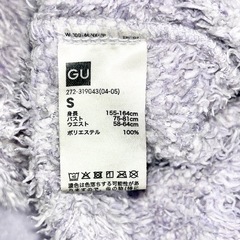 GU
272-319043(04-05)
S
身長 155-164cm
バスト 75-81cm
ウエスト 58-64cm
ポリエステル 100%